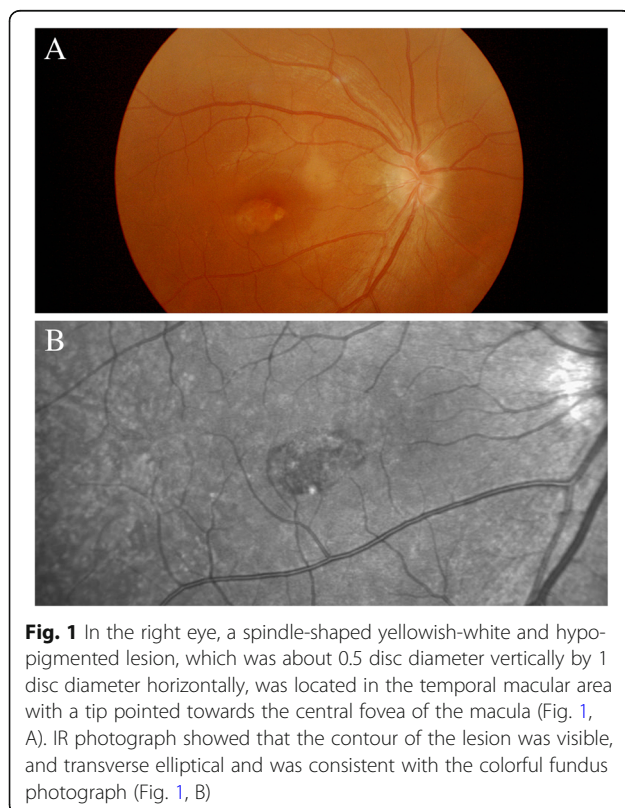 A
B
Fig. 1 In the right eye, a spindle-shaped yellowish-white and hypo-
pigmented lesion, which was about 0.5 disc diameter vertically by 1
disc diameter horizontally, was located in the temporal macular area
with a tip pointed towards the central fovea of the macula (Fig. 1,
A). IR photograph showed that the contour of the lesion was visible,
and transverse elliptical and was consistent with the colorful fundus
photograph (Fig. 1, B)